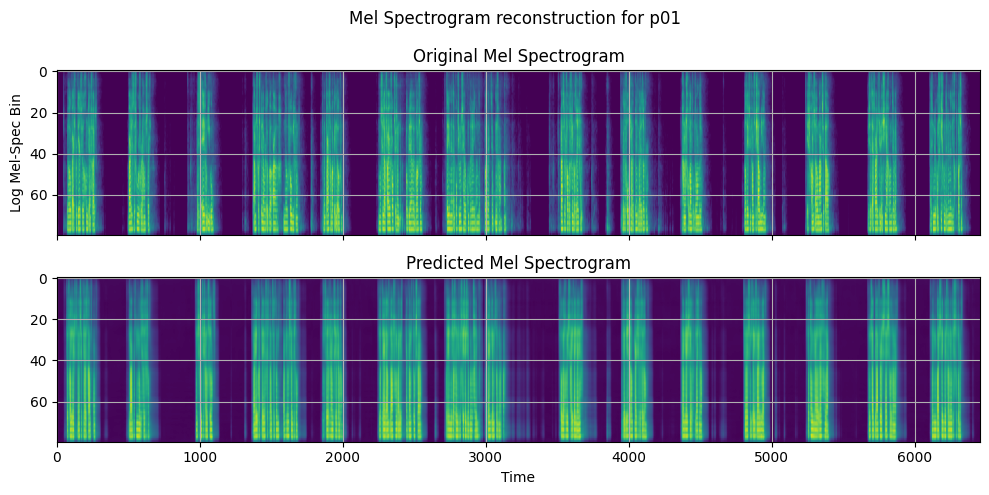 Mel Spectrogram reconstruction for p01
Original Mel Spectrogram
Log Mel-Spec Bin
0
20
40
60
Predicted Mel Spectrogram
0
20
40
60
0 1000 2000 3000 4000 5000 6000
Time